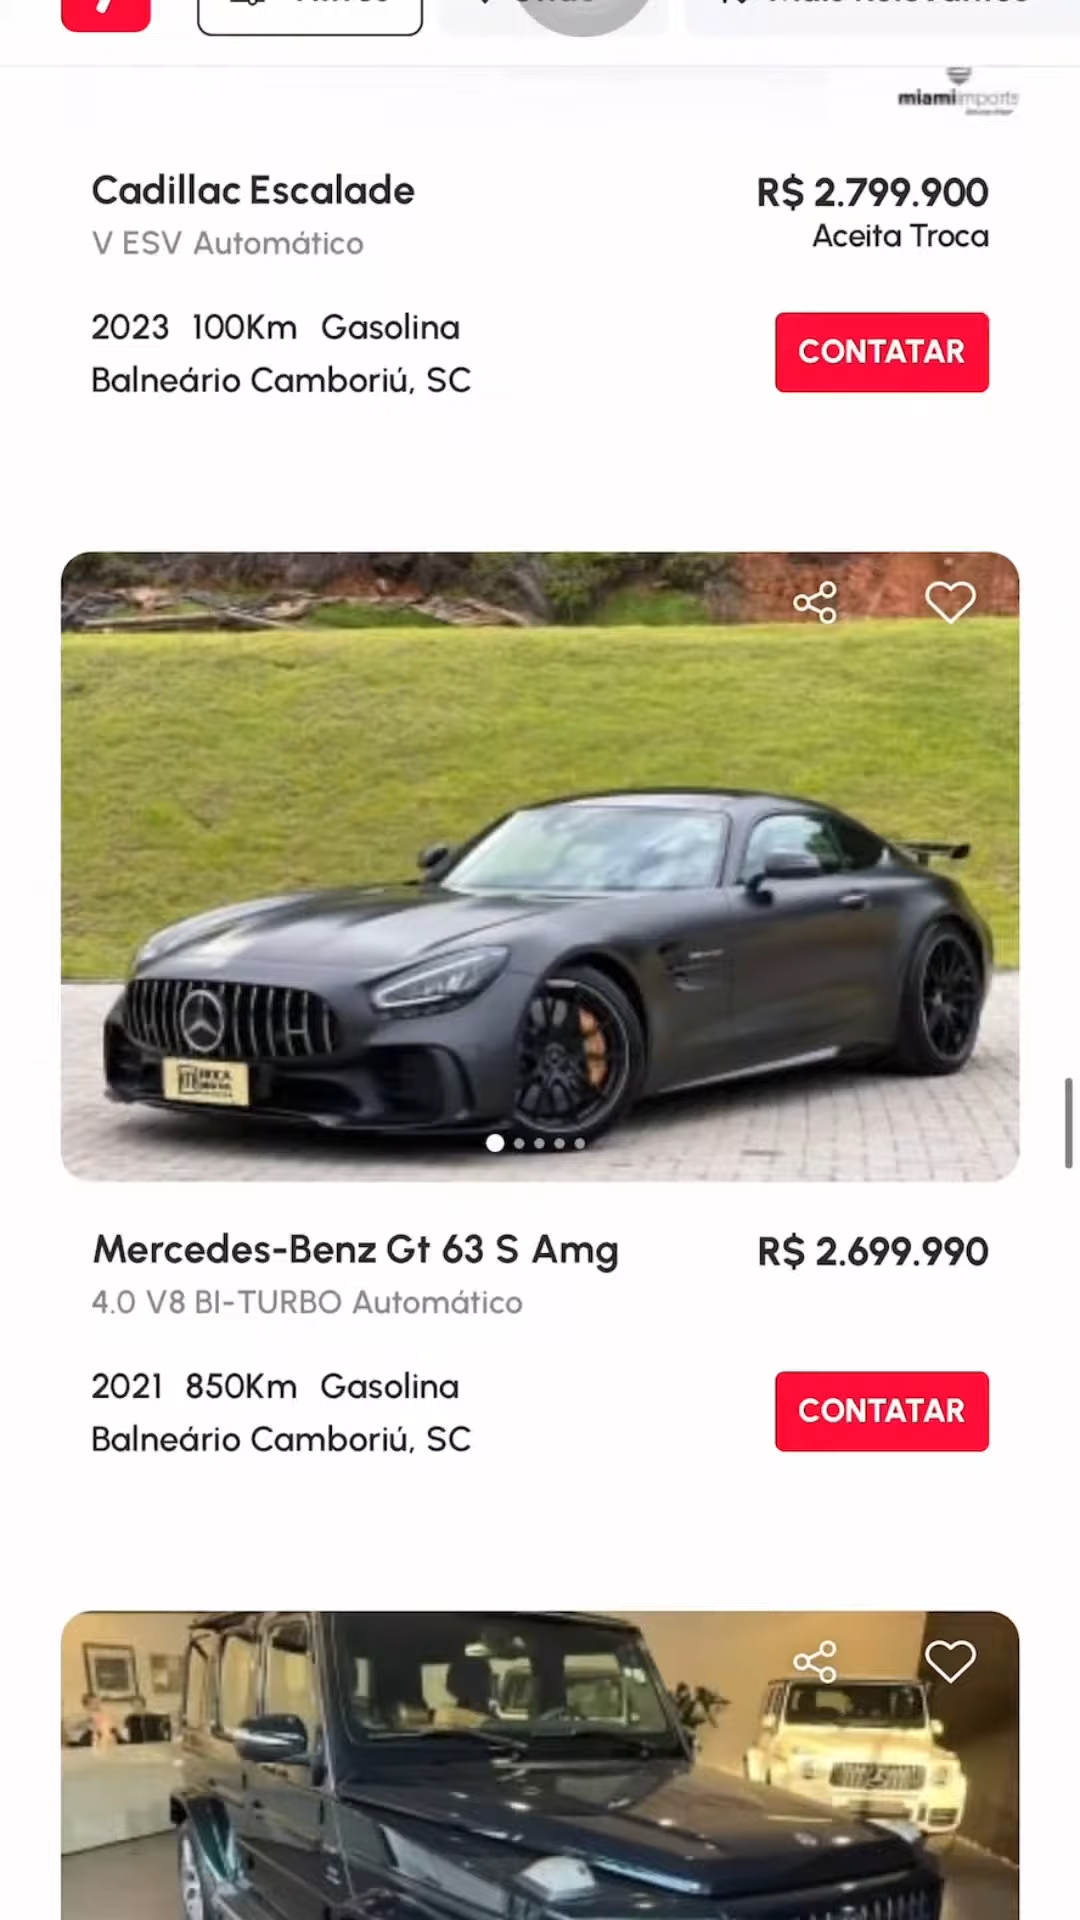 miamiimports
Cadillac Escalade
R$ 2.799.900
V ESV Automático
Aceita Troca
2023 100Km Gasolina
CONTATAR
Balneário Camboriú, SC
Mercedes-Benz Gt 63 S Amg
R$ 2.699.990
4.0 V8 BI-TURBO Automático
2021 850Km Gasolina
CONTATAR
Balneário Camboriú, SC